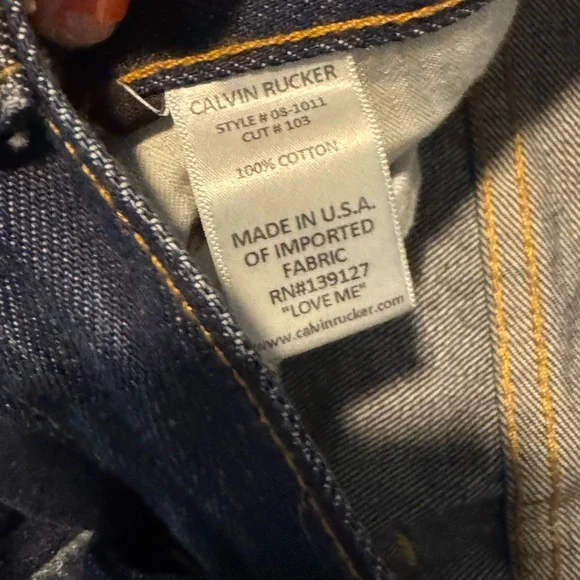 CALVIN RUCKER
STYLE # 08-1011
CUT # 103
100% COTTON
MADE IN U.S.A.
OF IMPORTED
FABRIC
RN#139127
"LOVE ME"
www.calvinrucker.com